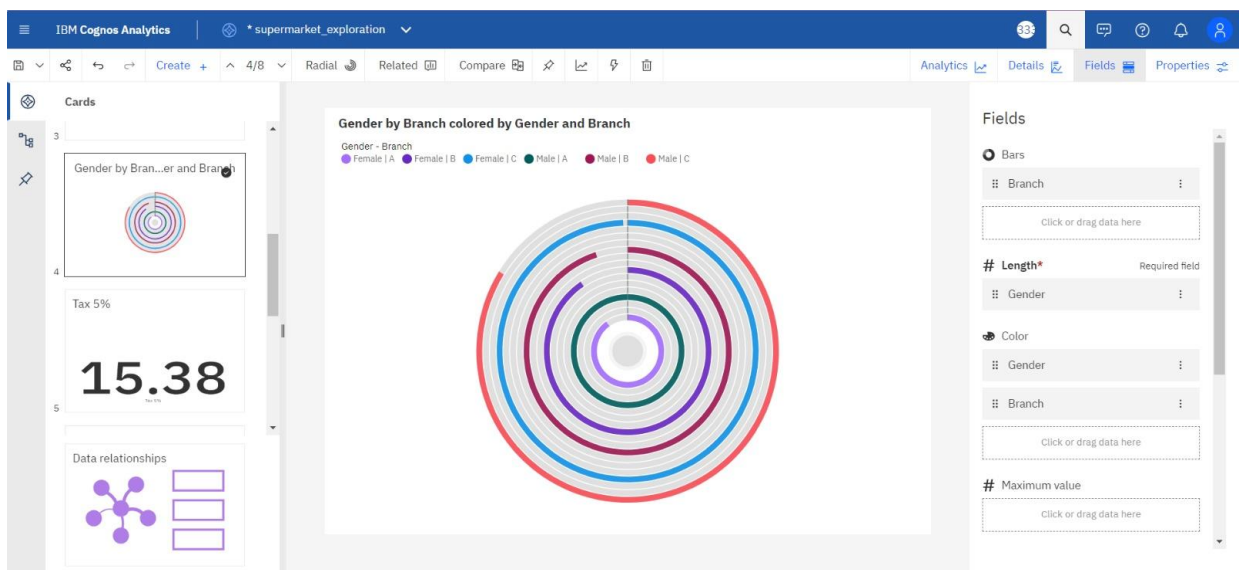 IBM Cognos Analytics
* supermarket_exploration
Create +
4/8
Radial
Related
Compare
Analytics
Details
Fields
Properties
Cards
3
Gender by Bran...er and Branch
4
Tax 5%
15.38
Tax 5%
5
Data relationships
Gender by Branch colored by Gender and Branch
Gender - Branch
Female | A Female | B Female | C Male | A Male | B Male | C
Fields
Bars
Branch
Click or drag data here
# Length* Required field
Gender
Color
Gender
Branch
Click or drag data here
# Maximum value
Click or drag data here